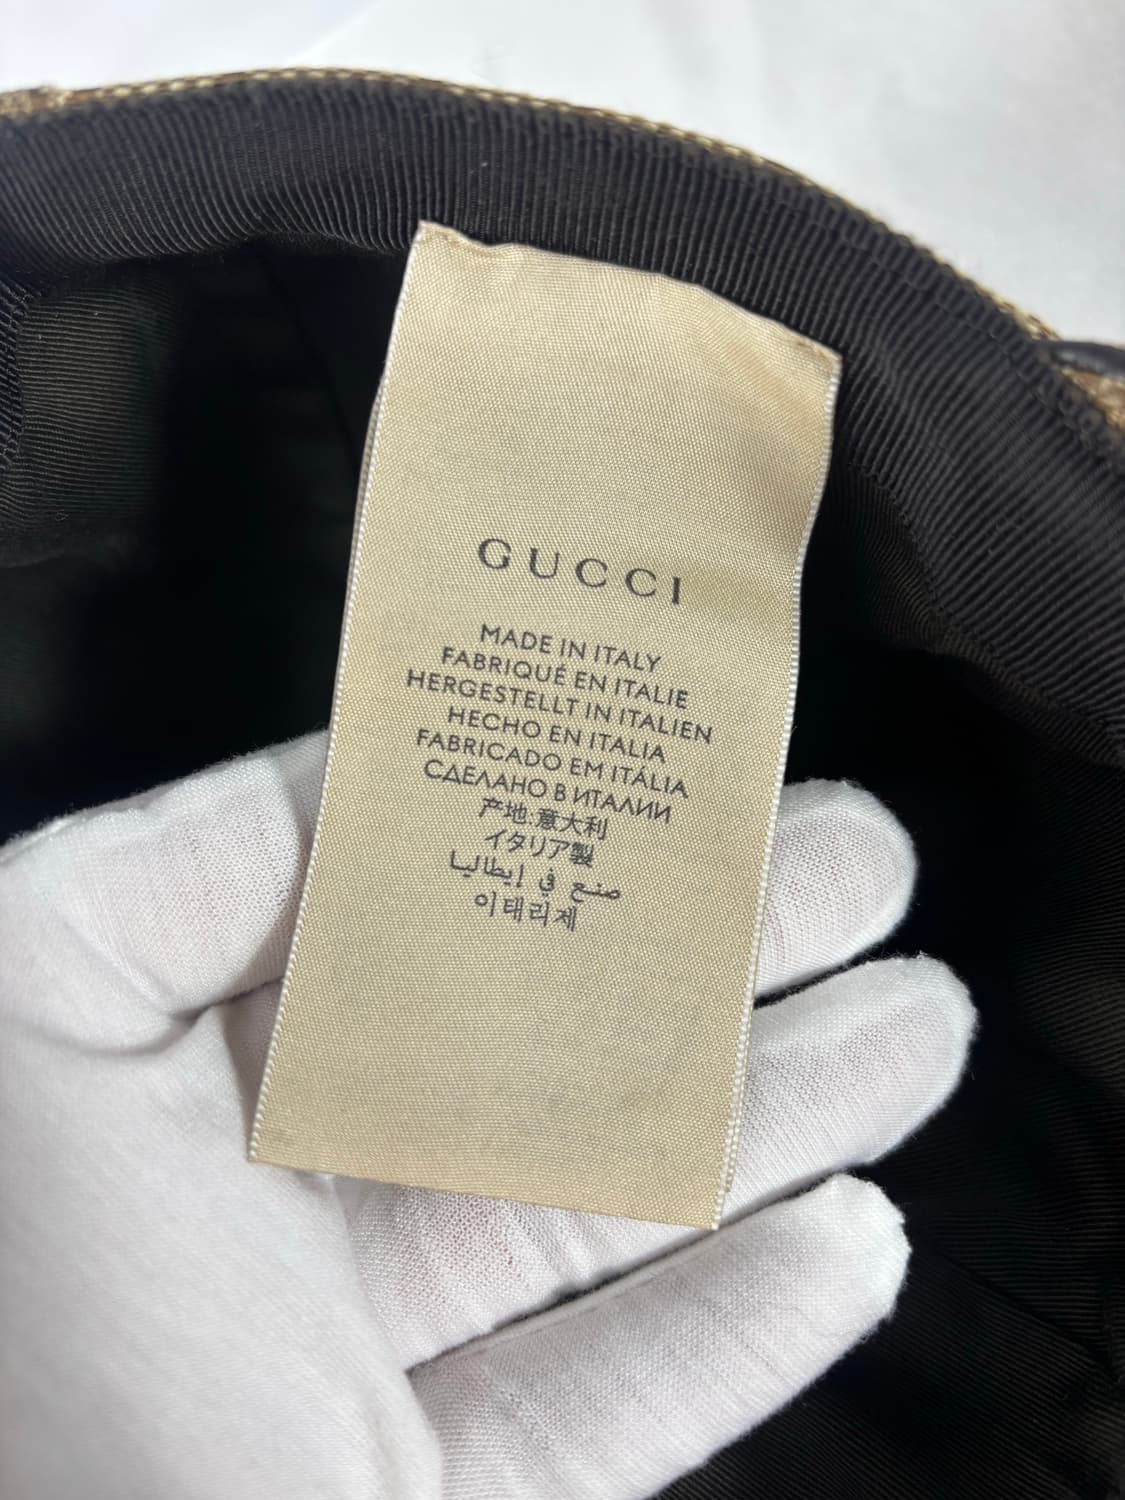 GUCCI
MADE IN ITALY
FABRIQUÉ EN ITALIE
HERGESTELLT IN ITALIEN
HECHO EN ITALIA
FABRICADO EM ITÁLIA
СДЕЛАНО В ИТАЛИИ
产地:意大利
イタリア製
صنع في إيطاليا
이태리제